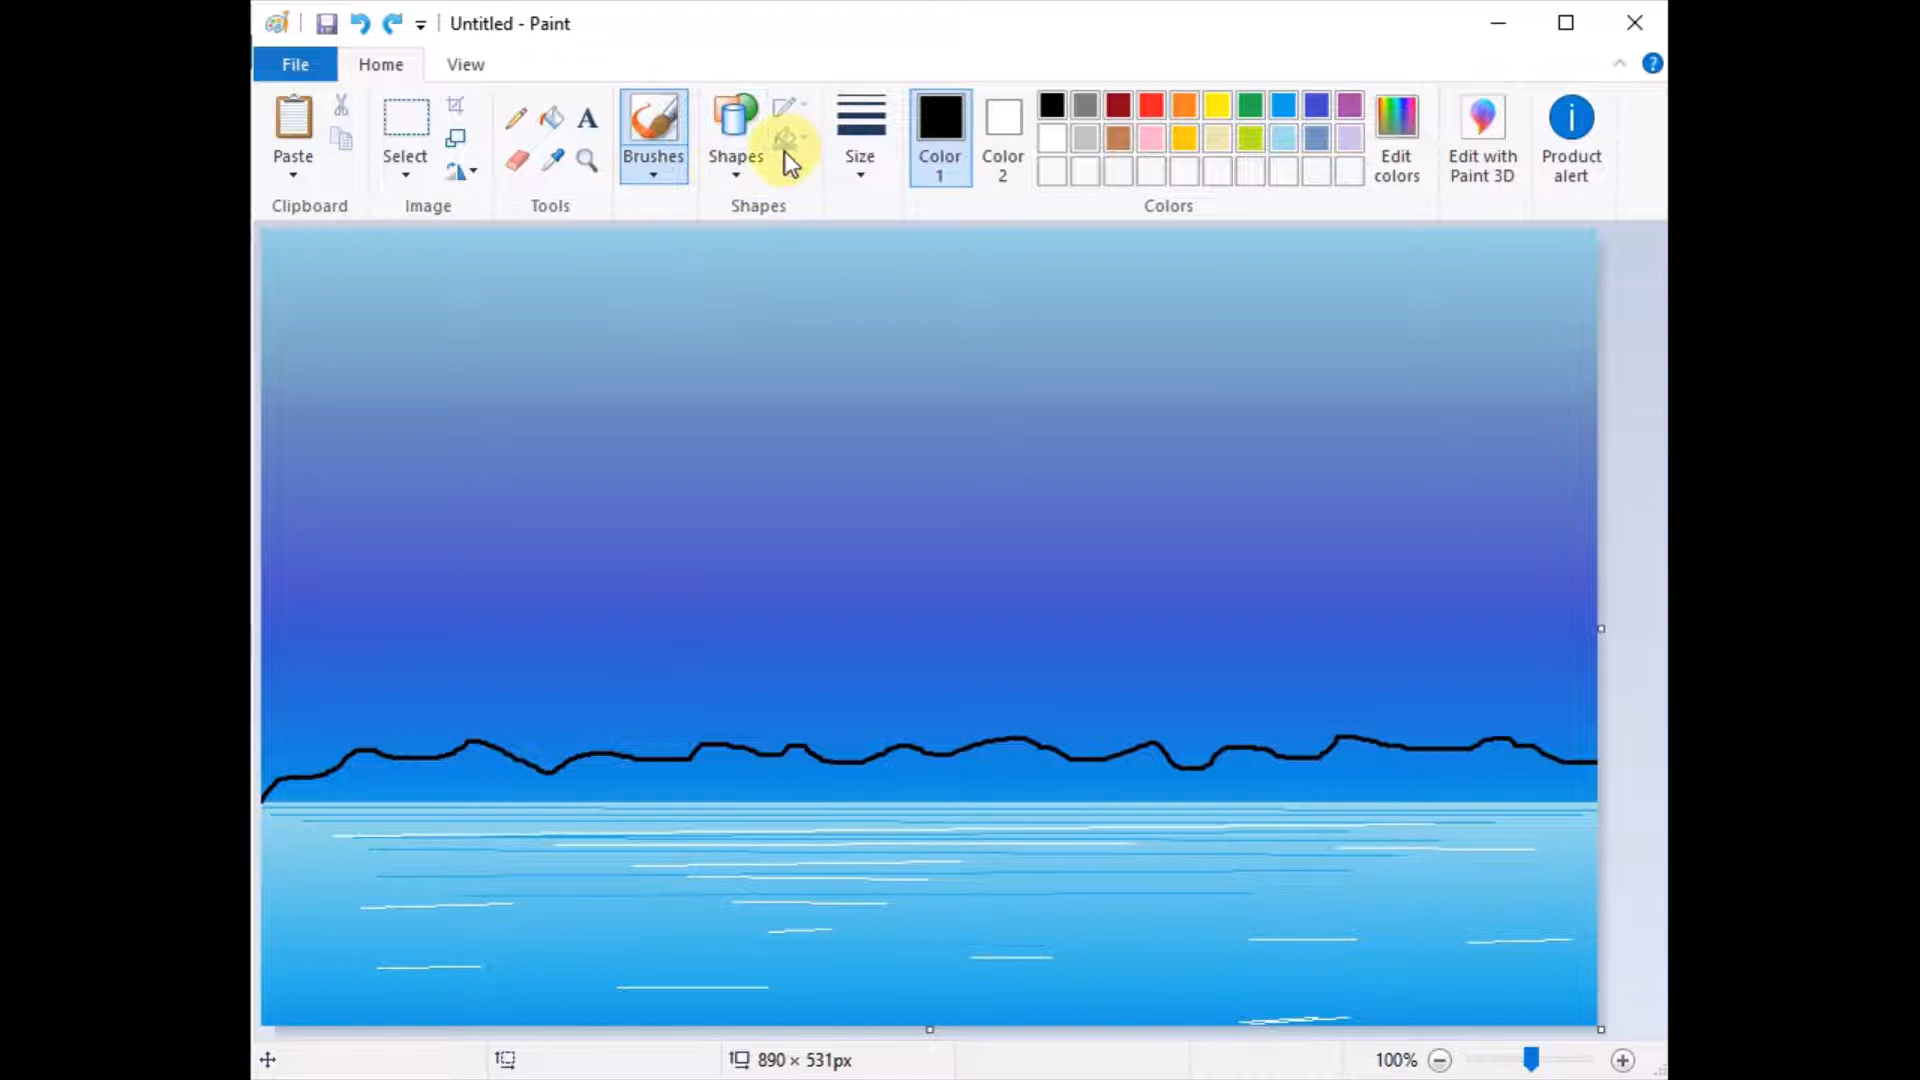 Untitled - Paint
File Home View
Paste Select Brushes Shapes Size Color 1 Color 2 Edit colors Edit with Paint 3D Product alert
Clipboard Image Tools Shapes Colors
890 × 531px 100%